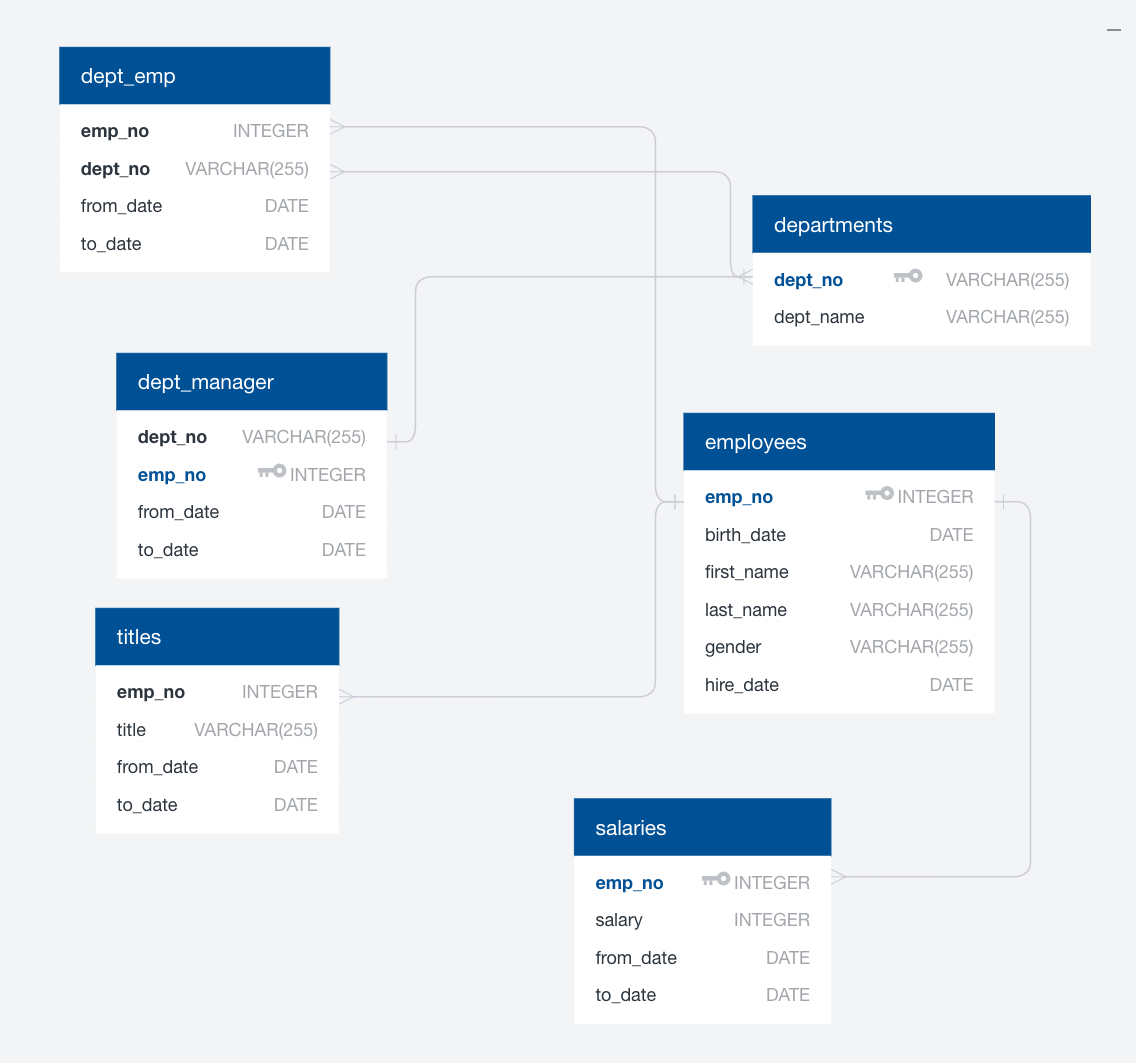 dept_emp
emp_no INTEGER
dept_no VARCHAR(255)
from_date DATE
to_date DATE
departments
dept_no VARCHAR(255)
dept_name VARCHAR(255)
dept_manager
dept_no VARCHAR(255)
emp_no INTEGER
from_date DATE
to_date DATE
employees
emp_no INTEGER
birth_date DATE
first_name VARCHAR(255)
last_name VARCHAR(255)
gender VARCHAR(255)
hire_date DATE
titles
emp_no INTEGER
title VARCHAR(255)
from_date DATE
to_date DATE
salaries
emp_no INTEGER
salary INTEGER
from_date DATE
to_date DATE